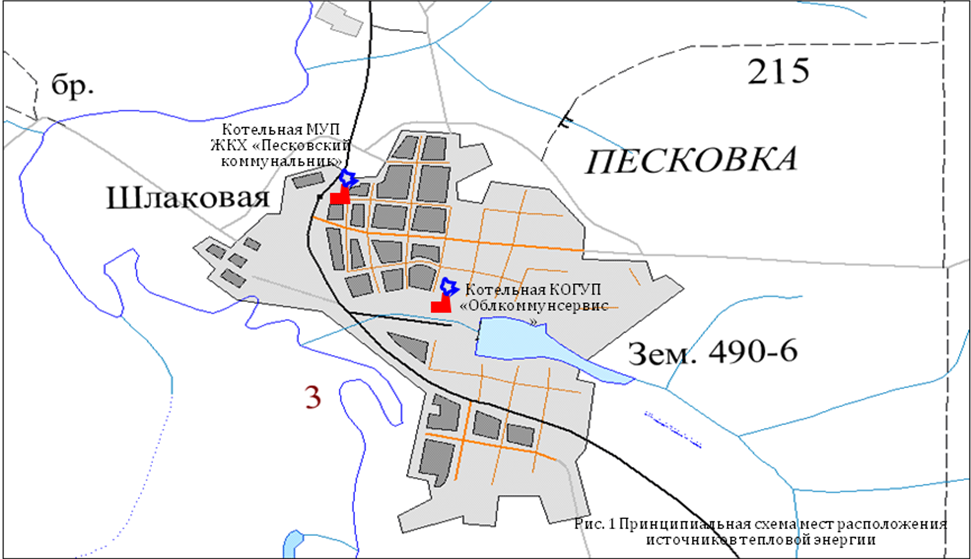 215
бр.
Котельная МУП
ЖКХ «Песковский
коммунальник»
ПЕСКОВКА
Шлаковая
Котельная КОГУП
«Облкоммунсервис
»
Зем. 490-6
3
Рис. 1 Принципиальная схема мест расположения
источников тепловой энергии